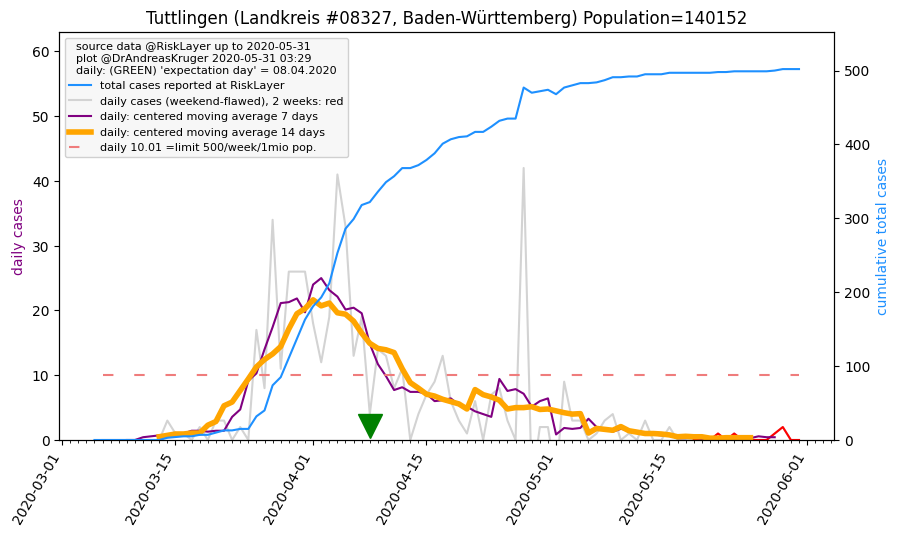 Tuttlingen (Landkreis #08327, Baden-Württemberg) Population=140152
source data @RiskLayer up to 2020-05-31
plot @DrAndreasKruger 2020-05-31 03:29
daily: (GREEN) 'expectation day' = 08.04.2020
total cases reported at RiskLayer
daily cases (weekend-flawed), 2 weeks: red
daily: centered moving average 7 days
daily: centered moving average 14 days
daily 10.01 =limit 500/week/1mio pop.
daily cases
60
50
40
30
20
10
0
cumulative total cases
500
400
300
200
100
0
2020-03-01
2020-03-15
2020-04-01
2020-04-15
2020-05-01
2020-05-15
2020-06-01